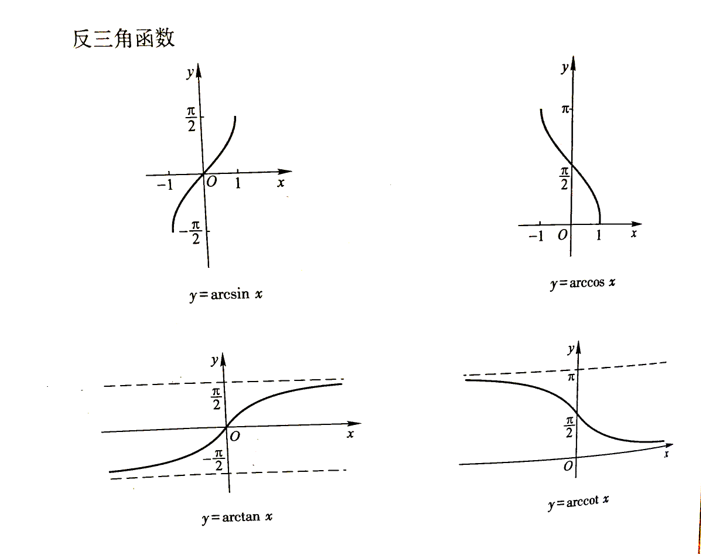 反三角函数
y
π/2
-1 O 1 x
-π/2
y=arcsin x
y
π
π/2
-1 O 1 x
y=arccos x
y
π/2
O x
-π/2
y=arctan x
y
π
π/2
O x
y=arccot x